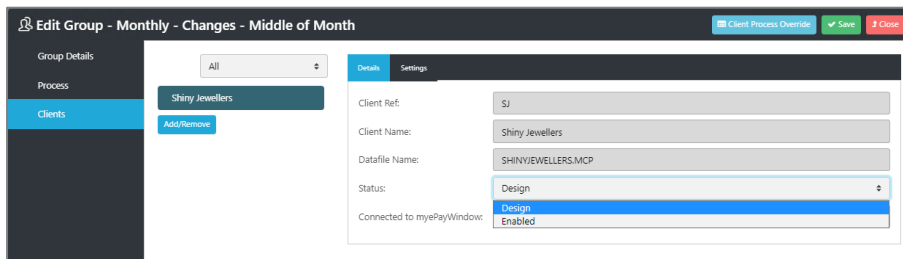 Edit Group - Monthly - Changes - Middle of Month
Client Process Override
Save
Close
Group Details
Process
Clients
All
Shiny Jewellers
Add/Remove
Details
Settings
Client Ref:
SJ
Client Name:
Shiny Jewellers
Datafile Name:
SHINYJEWELLERS.MCP
Status:
Design
Design
Enabled
Connected to myePayWindow: